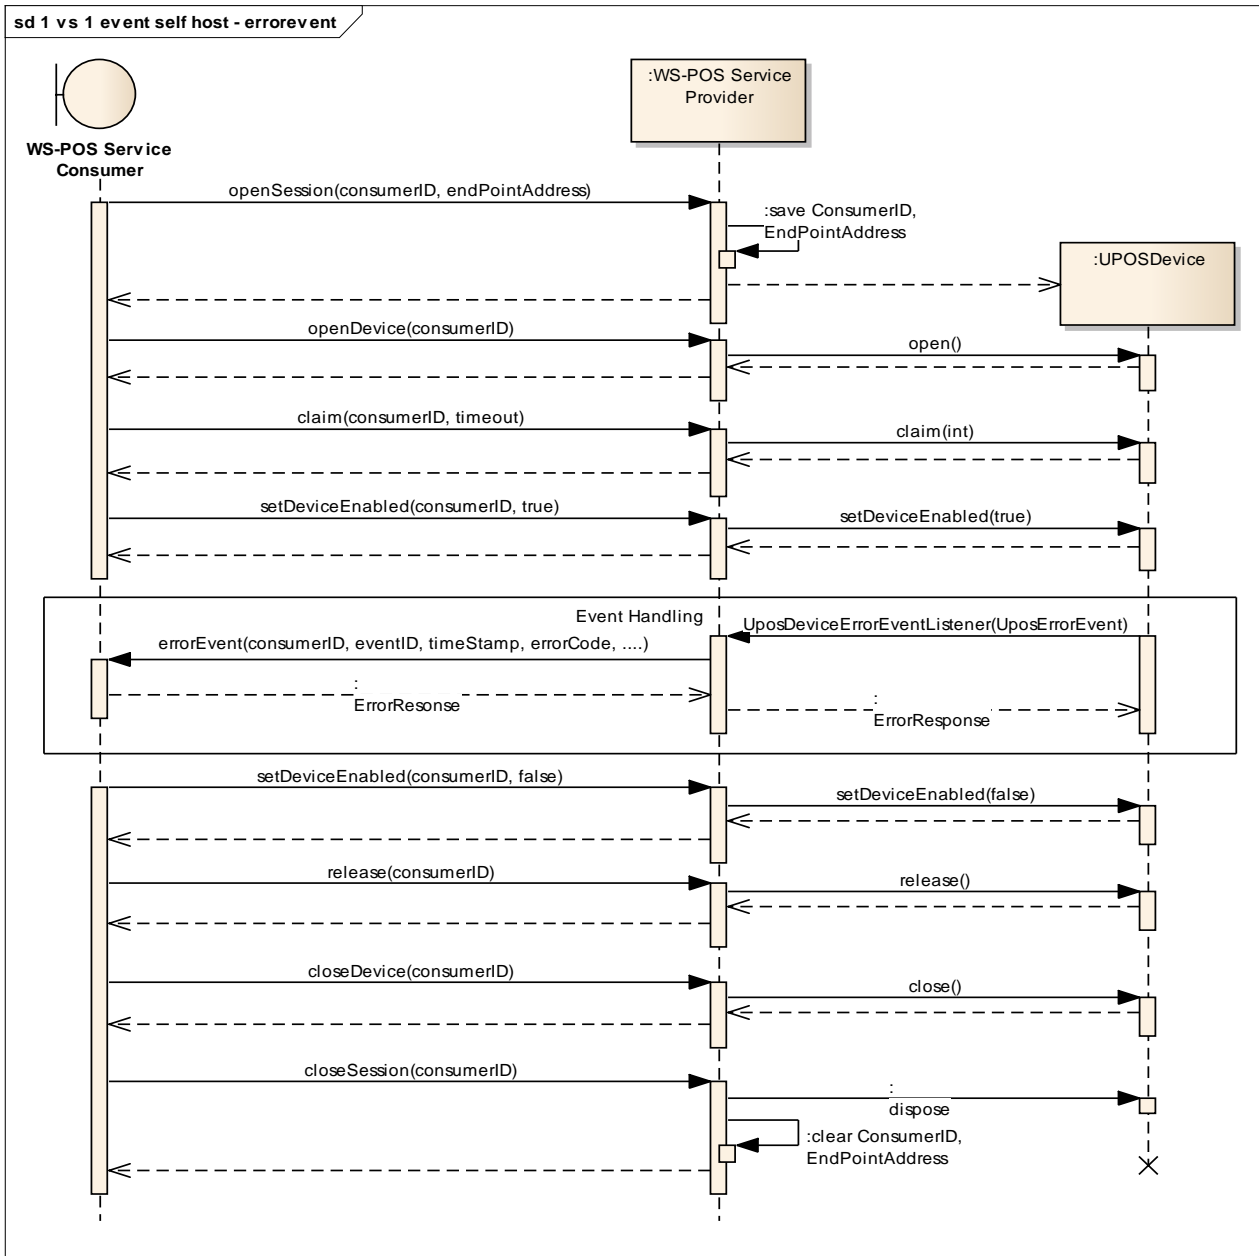 sd 1 vs 1 event self host - errorevent
:WS-POS Service
Provider
WS-POS Service
Consumer
openSession(consumerID, endPointAddress)
:save ConsumerID,
EndPointAddress
:UPOSDevice
openDevice(consumerID)
open()
claim(consumerID, timeout)
claim(int)
setDeviceEnabled(consumerID, true)
setDeviceEnabled(true)
Event Handling
UposDeviceErrorEventListener(UposErrorEvent)
errorEvent(consumerID, eventID, timeStamp, errorCode, ....)
:
ErrorResonse
:
ErrorResponse
setDeviceEnabled(consumerID, false)
setDeviceEnabled(false)
release(consumerID)
release()
closeDevice(consumerID)
close()
closeSession(consumerID)
:
dispose
:clear ConsumerID,
EndPointAddress